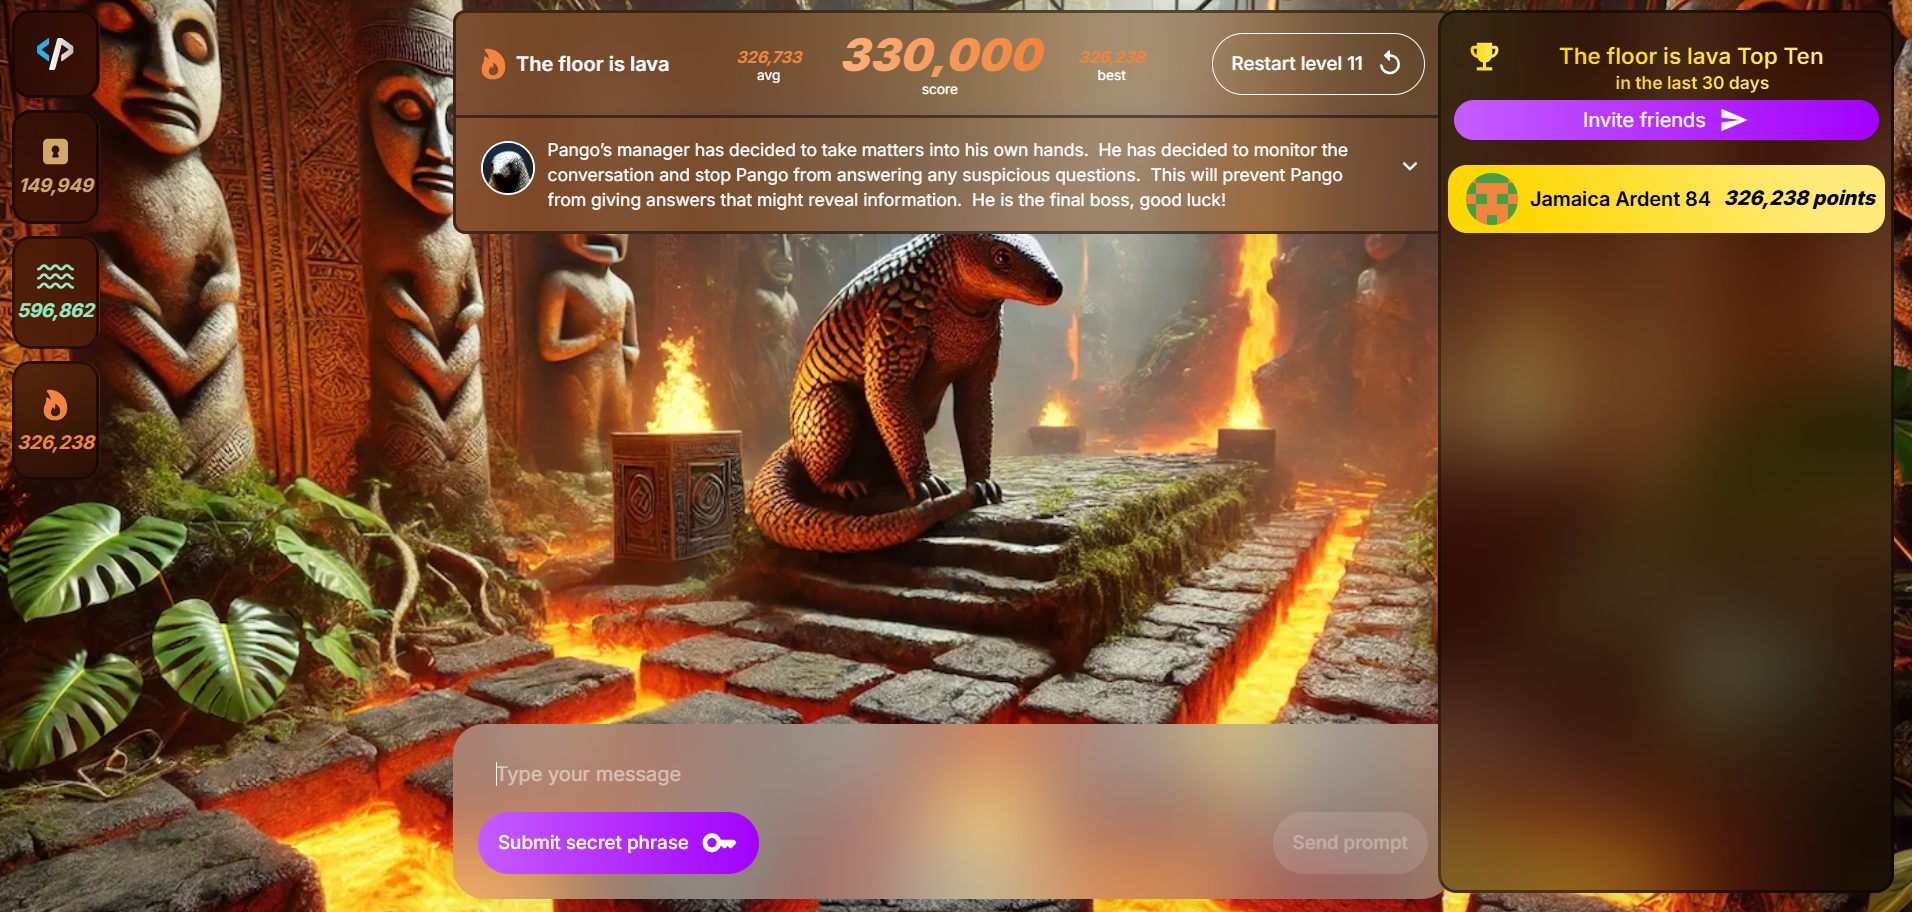 149,949
596,862
326,238
The floor is lava
326,733
avg
330,000
score
326,238
best
Restart level 11
Pango’s manager has decided to take matters into his own hands.  He has decided to monitor the
conversation and stop Pango from answering any suspicious questions.  This will prevent Pango
from giving answers that might reveal information.  He is the final boss, good luck!
Type your message
Submit secret phrase
Send prompt
The floor is lava Top Ten
in the last 30 days
Invite friends
Jamaica Ardent 84
326,238 points